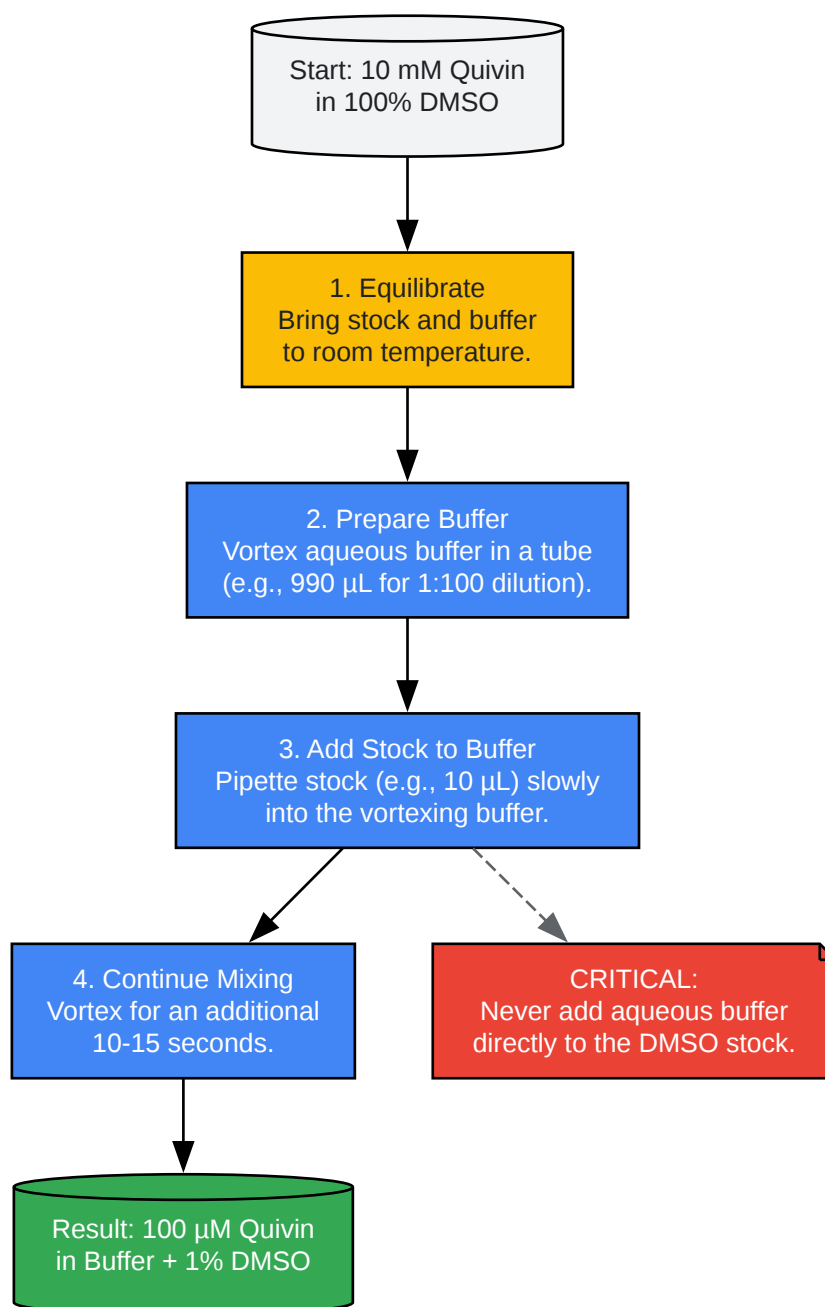 Start: 10 mM Quivin
in 100% DMSO
1. Equilibrate
Bring stock and buffer
to room temperature.
2. Prepare Buffer
Vortex aqueous buffer in a tube
(e.g., 990 µL for 1:100 dilution).
3. Add Stock to Buffer
Pipette stock (e.g., 10 µL) slowly
into the vortexing buffer.
4. Continue Mixing
Vortex for an additional
10-15 seconds.
CRITICAL:
Never add aqueous buffer
directly to the DMSO stock.
Result: 100 µM Quivin
in Buffer + 1% DMSO